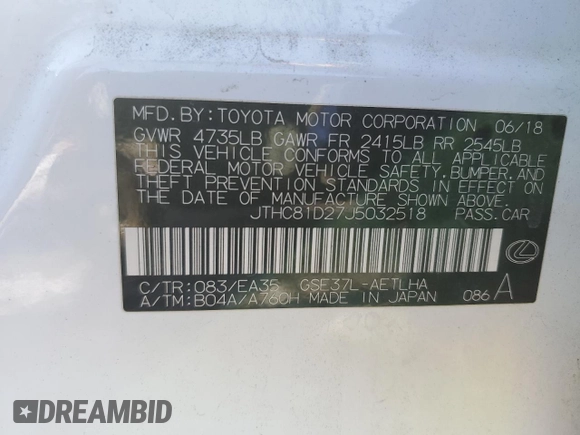 MFD. BY: TOYOTA MOTOR CORPORATION 06/18
GVWR 4735LB GAWR FR 2415LB RR 2545LB
THIS VEHICLE CONFORMS TO ALL APPLICABLE
FEDERAL MOTOR VEHICLE SAFETY, BUMPER, AND
THEFT PREVENTION STANDARDS IN EFFECT ON
THE DATE OF MANUFACTURE SHOWN ABOVE.
JTHC81D27J5032518 PASS. CAR
C/TR: 083/EA35 GSE37L-AETLHA
A/TM: B04A/A760H MADE IN JAPAN 086 A
DREAMBID